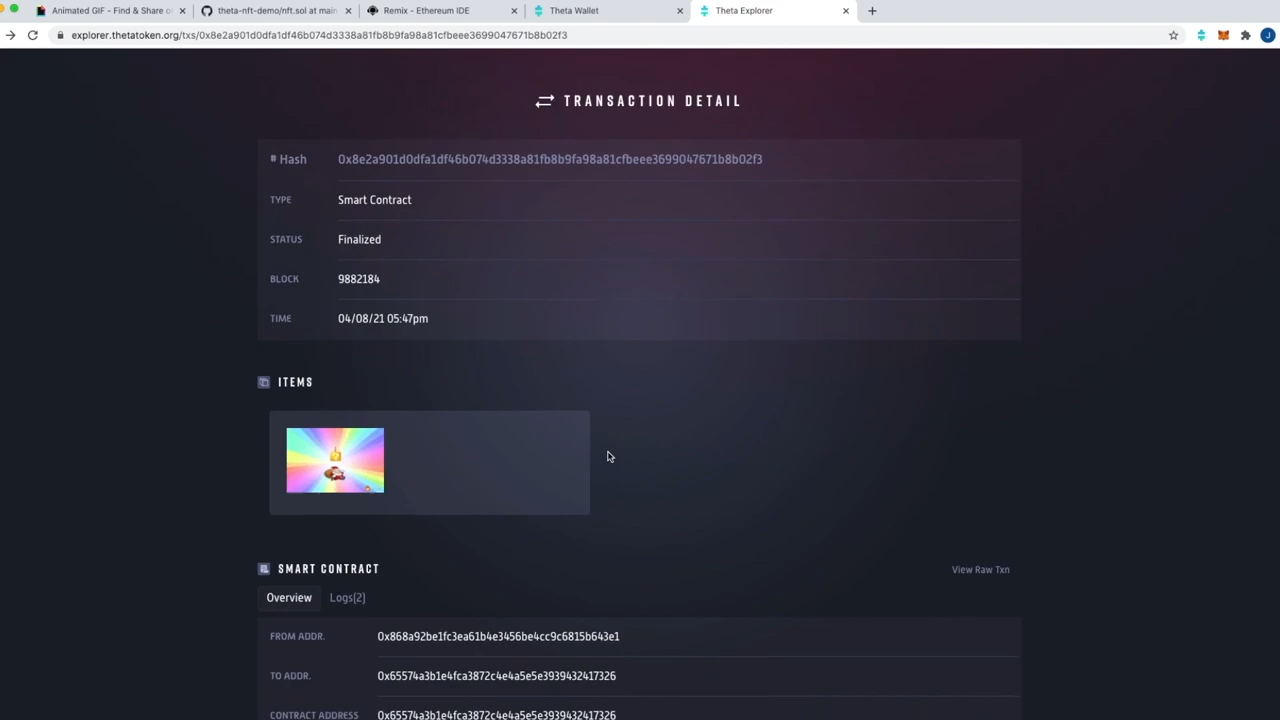 Animated GIF - Find & Share o
theta-nft-demo/nft.sol at main
Remix - Ethereum IDE
Theta Wallet
Theta Explorer
explorer.thetatoken.org/txs/0x8e2a901d0dfa1df46b074d3338a81fb8b9fa98a81cfbeee3699047671b8b02f3
J
TRANSACTION DETAIL
# Hash 0x8e2a901d0dfa1df46b074d3338a81fb8b9fa98a81cfbeee3699047671b8b02f3
TYPE Smart Contract
STATUS Finalized
BLOCK 9882184
TIME 04/08/21 05:47pm
ITEMS
SMART CONTRACT
View Raw Txn
Overview Logs(2)
FROM ADDR. 0x868a92be1fc3ea61b4e3456be4cc9c6815b643e1
TO ADDR. 0x65574a3b1e4fca3872c4e4a5e5e3939432417326
CONTRACT ADDRESS 0x65574a3b1e4fca3872c4e4a5e5e3939432417326